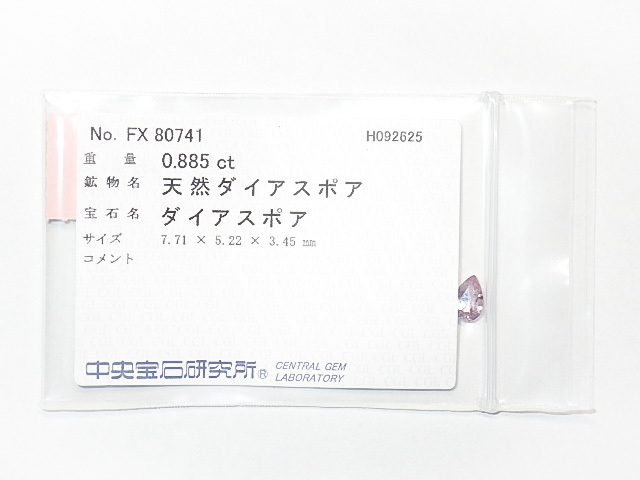 No. FX 80741 H092625
重量 0.885 ct
鉱物名 天然ダイアスポア
宝石名 ダイアスポア
サイズ 7.71 × 5.22 × 3.45 mm
コメント
中央宝石研究所® CENTRAL GEM
LABORATORY